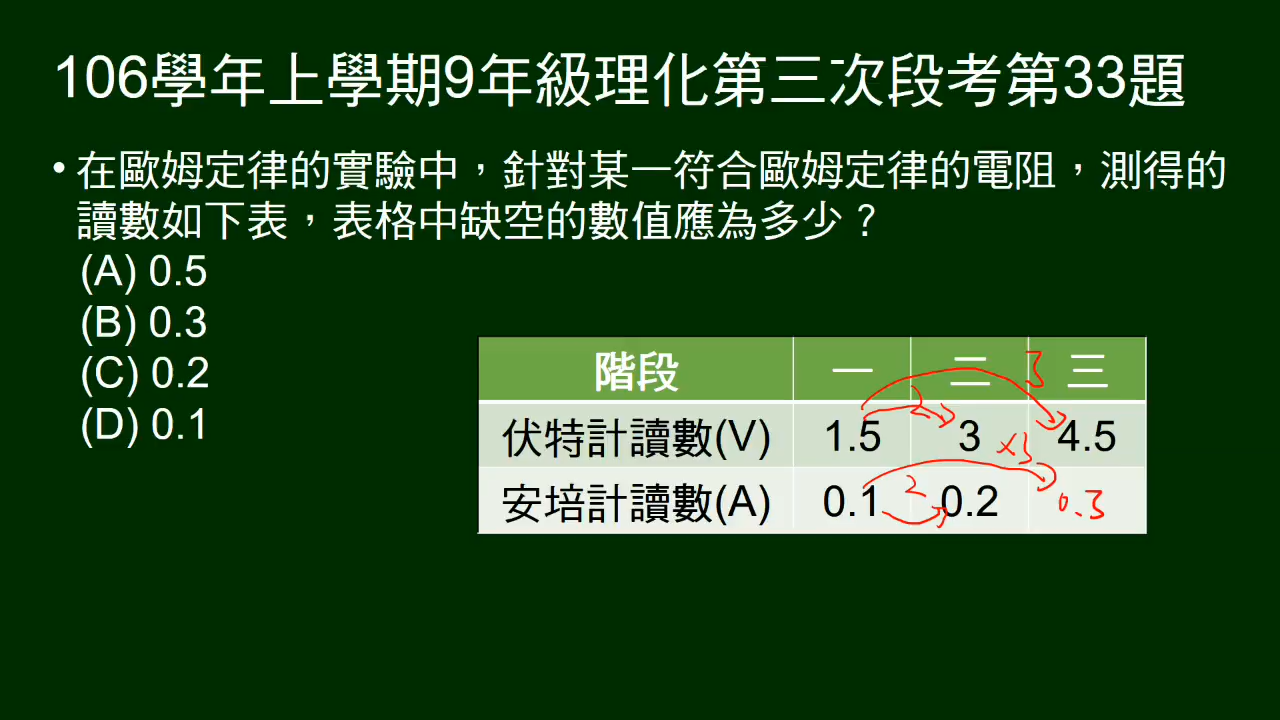 106學年上學期9年級理化第三次段考第33題
•在歐姆定律的實驗中，針對某一符合歐姆定律的電阻，測得的
讀數如下表，表格中缺空的數值應為多少？
(A) 0.5
(B) 0.3
(C) 0.2
(D) 0.1
階段 一 二 三
3
2
伏特計讀數(V) 1.5 3 4.5
×3
2
安培計讀數(A) 0.1 0.2 0.3